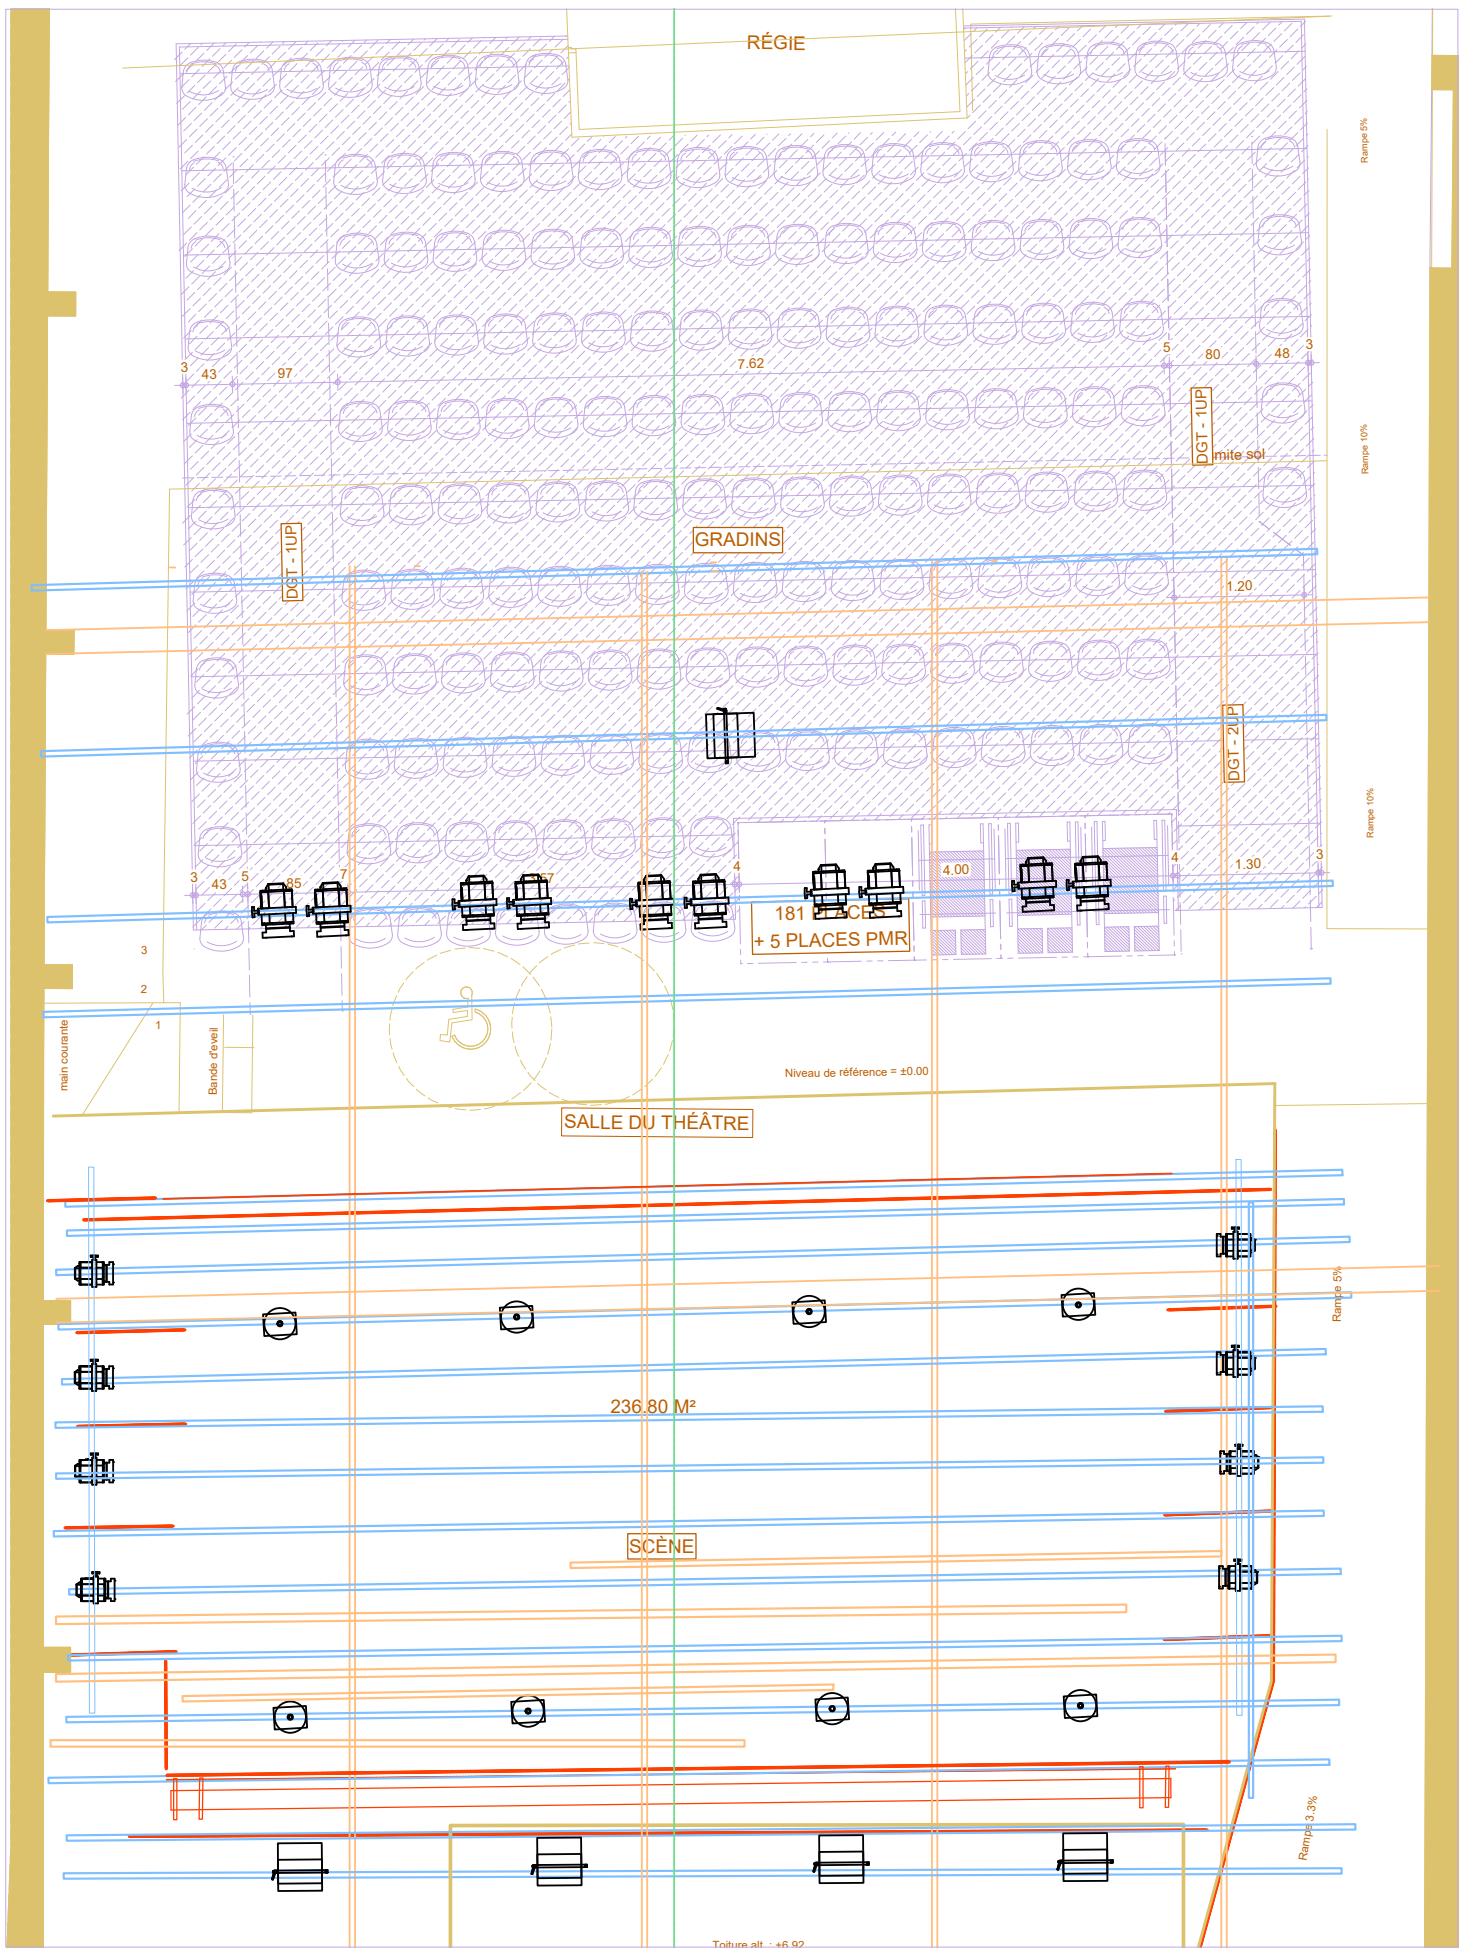 RÉGIE
Rampe 5%
3
43
97
7.62
5
80
48
3
DGT - 1UP
mite sol
Rampe 10%
GRADINS
DGT - 1UP
1.20
DGT - 2UP
Rampe 10%
3
43
5
85
7
4
4.00
4
1.30
3
181 PLACES
+ 5 PLACES PMR
3
2
1
main courante
Bande d'eveil
Niveau de référence = ±0.00
SALLE DU THÉÂTRE
Rampe 5%
236.80 M²
SCÈNE
Rampe 3.3%
Toiture alt. : +6.92